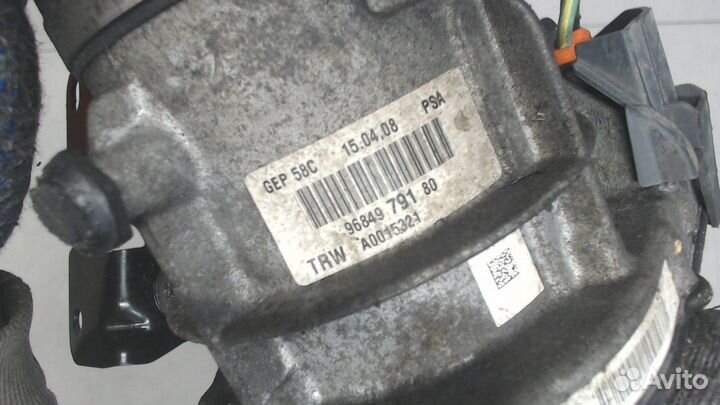 GEP 58C 15.04.08 PSA
96849 791 80
TRW A0015321
Avito